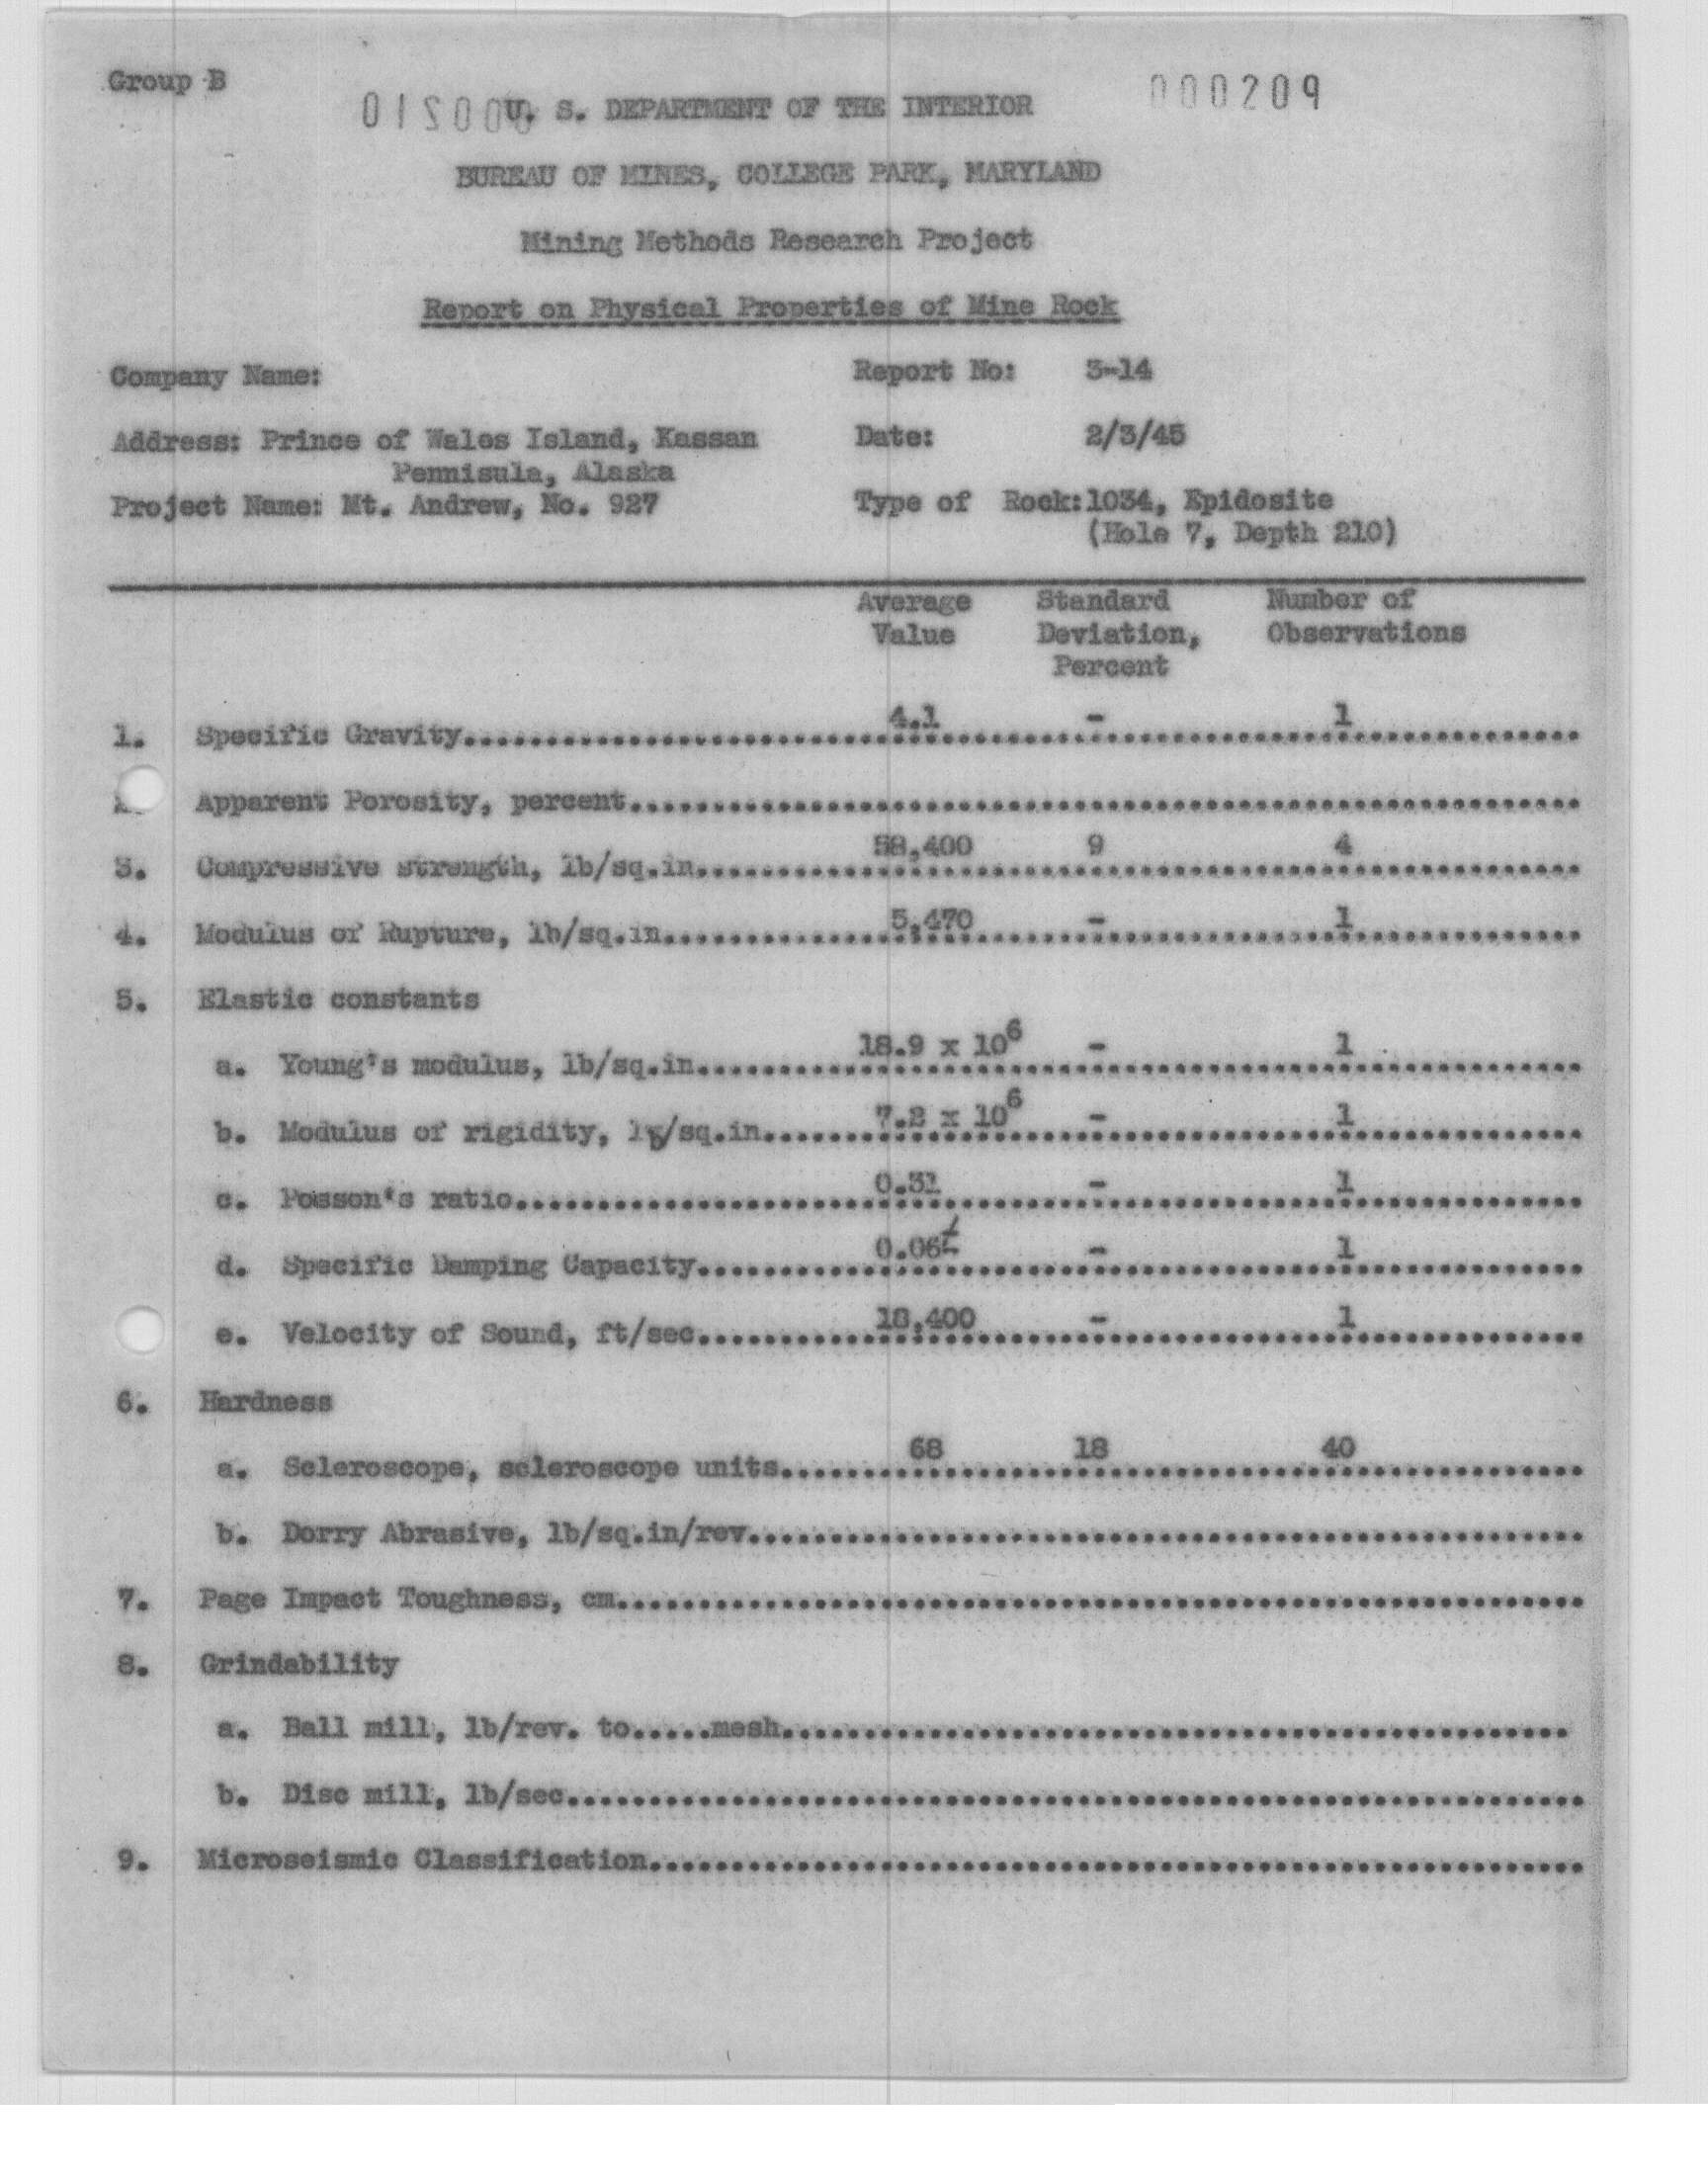 Group B
000209
U. S. DEPARTMENT OF THE INTERIOR
BUREAU OF MINES, COLLEGE PARK, MARYLAND
Mining Methods Research Project
Report on Physical Properties of Mine Rock
Company Name: Report No: 3-14
Address: Prince of Wales Island, Kassan Date: 2/3/45
Pennisula, Alaska
Project Name: Mt. Andrew, No. 927 Type of Rock: 1034, Epidosite
(Hole 7, Depth 210)
Average Standard Number of
Value Deviation, Observations
Percent
1. Specific Gravity 4.1 - 1
Apparent Porosity, percent
3. Compressive strength, lb/sq.in 58,400 9 4
4. Modulus of Rupture, lb/sq.in 5,470 - 1
5. Elastic constants
a. Young's modulus, lb/sq.in 18.9 x 10⁶ - 1
b. Modulus of rigidity, lb/sq.in 7.2 x 10⁶ - 1
c. Posson's ratio 0.31 - 1
d. Specific Damping Capacity 0.06 - 1
e. Velocity of Sound, ft/sec 18,400 - 1
6. Hardness
a. Scleroscope, scleroscope units 68 18 40
b. Dorry Abrasive, lb/sq.in/rev
7. Page Impact Toughness, cm
8. Grindability
a. Ball mill, lb/rev. to.....mesh
b. Disc mill, lb/sec
9. Microseismic Classification